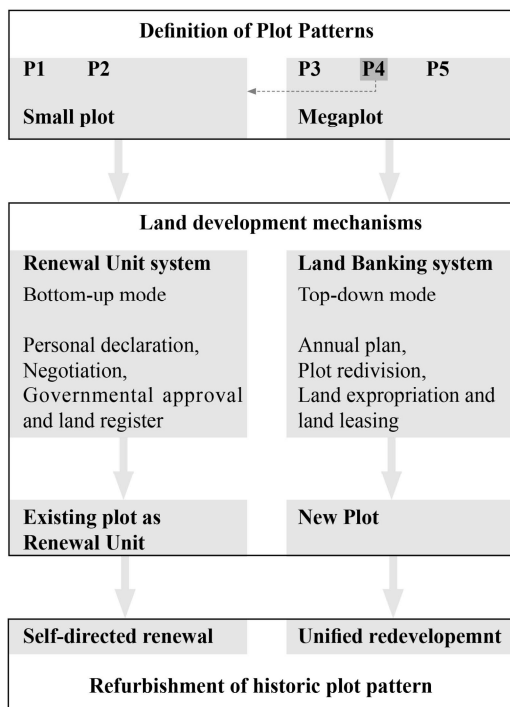 Definition of Plot Patterns
P1 P2
Small plot
P3 P4 P5
Megaplot
Land development mechanisms
Renewal Unit system
Bottom-up mode
Personal declaration,
Negotiation,
Governmental approval
and land register
Land Banking system
Top-down mode
Annual plan,
Plot redivision,
Land expropriation and
land leasing
Existing plot as
Renewal Unit
New Plot
Self-directed renewal
Unified redevelopemnt
Refurbishment of historic plot pattern